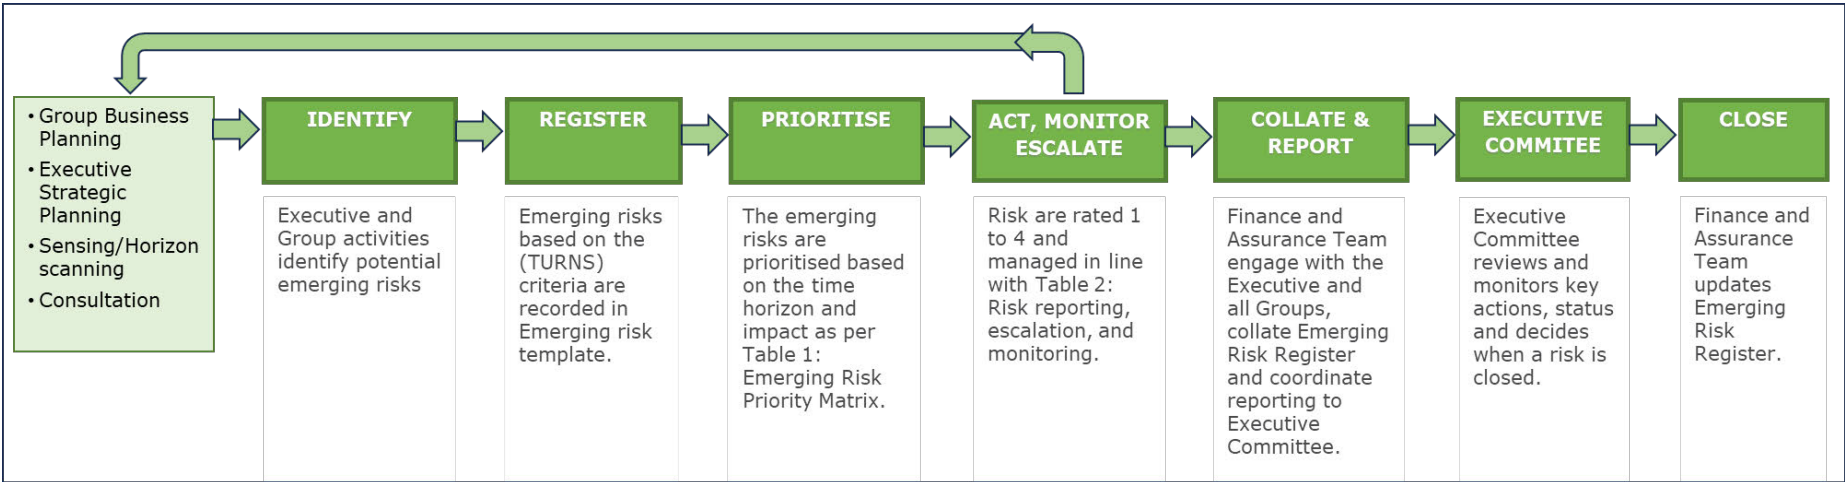 • Group Business
Planning
• Executive
Strategic
Planning
• Sensing/Horizon
scanning
• Consultation
IDENTIFY
Executive and
Group activities
identify potential
emerging risks
REGISTER
Emerging risks
based on the
(TURNS)
criteria are
recorded in
Emerging risk
template.
PRIORITISE
The emerging
risks are
prioritised based
on the time
horizon and
impact as per
Table 1:
Emerging Risk
Priority Matrix.
ACT, MONITOR
ESCALATE
Risk are rated 1
to 4 and
managed in line
with Table 2:
Risk reporting,
escalation, and
monitoring.
COLLATE &
REPORT
Finance and
Assurance Team
engage with the
Executive and
all Groups,
collate Emerging
Risk Register
and coordinate
reporting to
Executive
Committee.
EXECUTIVE
COMMITEE
Executive
Committee
reviews and
monitors key
actions, status
and decides
when a risk is
closed.
CLOSE
Finance and
Assurance
Team
updates
Emerging
Risk
Register.